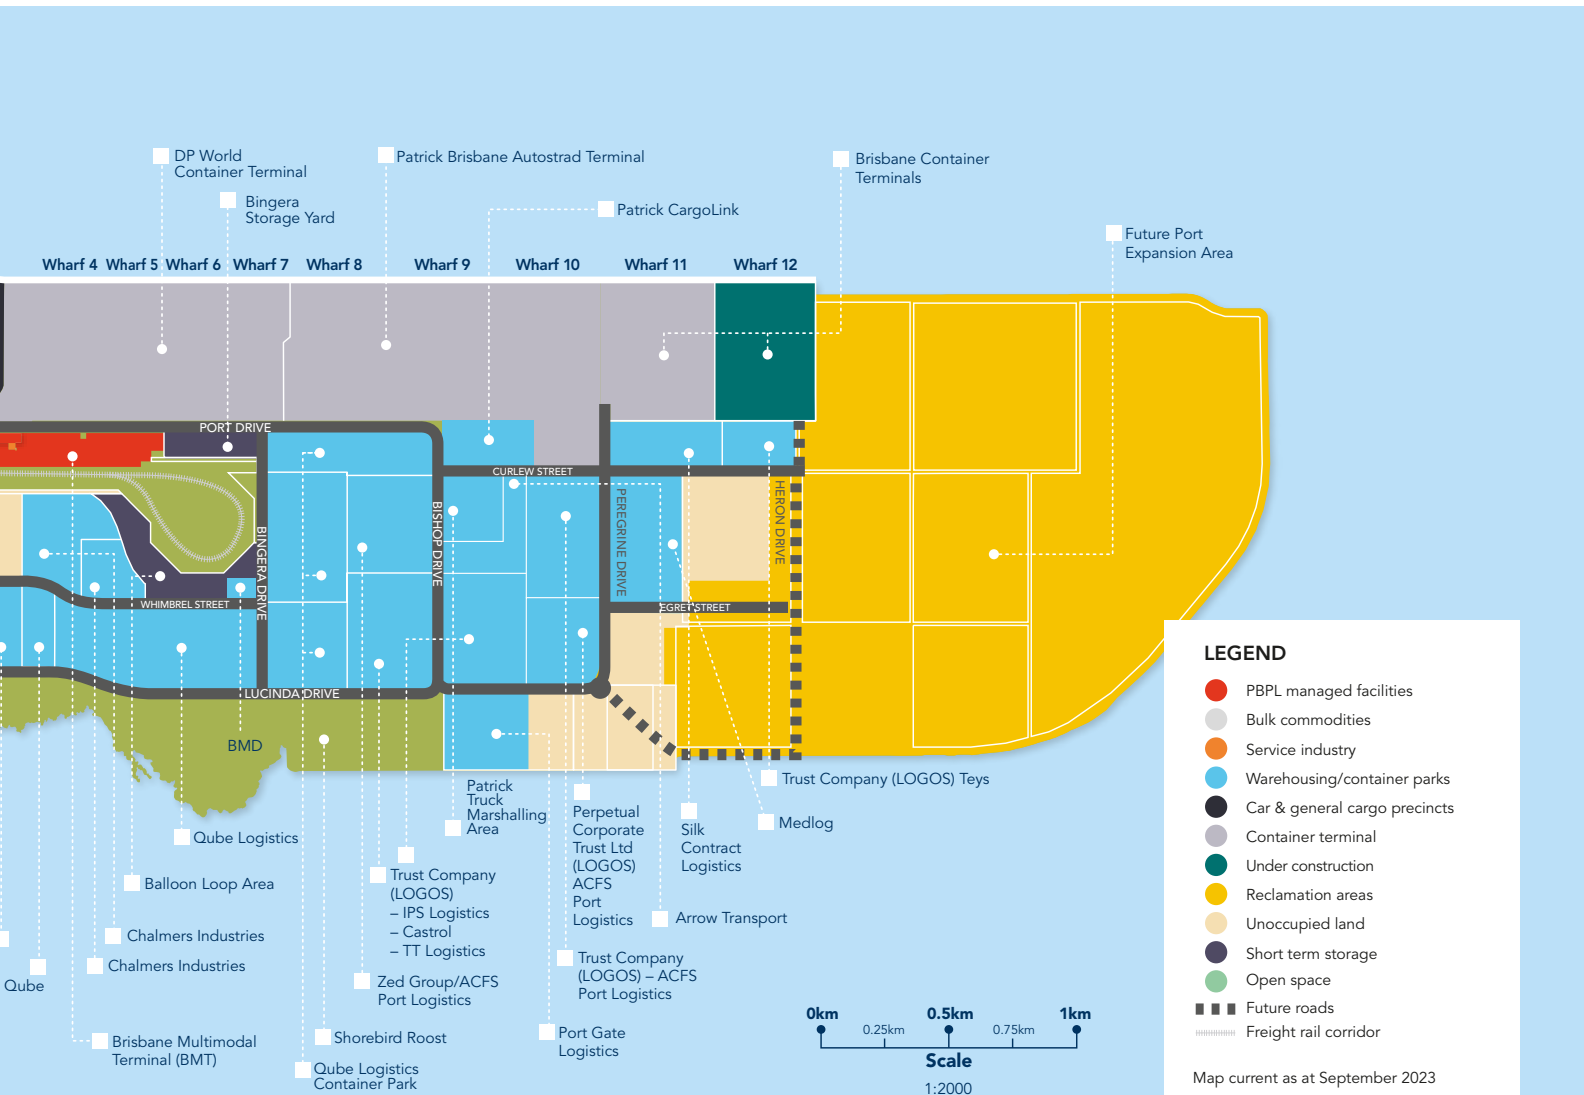 DP World
Container Terminal
Patrick Brisbane Autostrad Terminal
Brisbane Container
Terminals
Bingera
Storage Yard
Patrick CargoLink
Future Port
Expansion Area
Wharf 4
Wharf 5
Wharf 6
Wharf 7
Wharf 8
Wharf 9
Wharf 10
Wharf 11
Wharf 12
PORT DRIVE
CURLEW STREET
BINGERA DRIVE
BISHOP DRIVE
PEREGRINE DRIVE
HERON DRIVE
WHIMBREL STREET
EGRET STREET
LUCINDA DRIVE
BMD
Qube Logistics
Balloon Loop Area
Chalmers Industries
Chalmers Industries
Qube
Brisbane Multimodal
Terminal (BMT)
Patrick
Truck
Marshalling
Area
Trust Company
(LOGOS)
– IPS Logistics
– Castrol
– TT Logistics
Zed Group/ACFS
Port Logistics
Shorebird Roost
Qube Logistics
Container Park
Perpetual
Corporate
Trust Ltd
(LOGOS)
ACFS
Port
Logistics
Trust Company
(LOGOS) – ACFS
Port Logistics
Port Gate
Logistics
Silk
Contract
Logistics
Arrow Transport
Medlog
Trust Company (LOGOS) Teys
0km
0.25km
0.5km
0.75km
1km
Scale
1:2000
LEGEND
PBPL managed facilities
Bulk commodities
Service industry
Warehousing/container parks
Car & general cargo precincts
Container terminal
Under construction
Reclamation areas
Unoccupied land
Short term storage
Open space
Future roads
Freight rail corridor
Map current as at September 2023